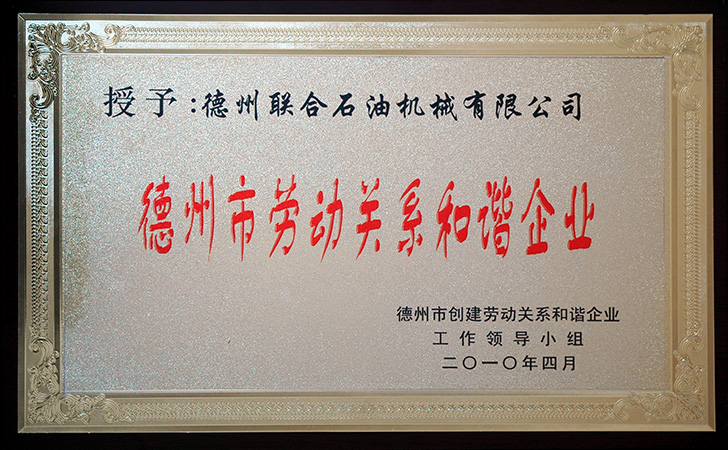 授予:德州联合石油机械有限公司
德州市劳动关系和谐企业
德州市创建劳动关系和谐企业
工作领导小组
二〇一〇年四月